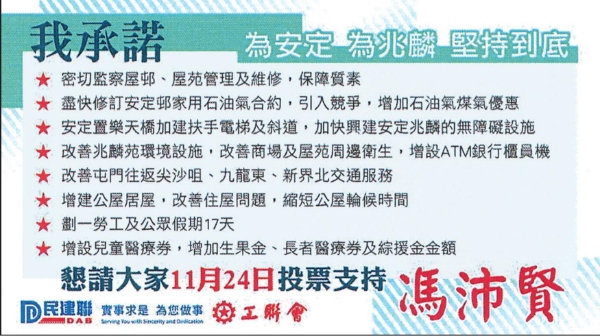 我承諾
為安定 為兆麟 堅持到底
★ 密切監察屋邨、屋苑管理及維修，保障質素
★ 盡快修訂安定邨家用石油氣合約，引入競爭，增加石油氣煤氣優惠
★ 安定置樂天橋加建扶手電梯及斜道，加快興建安定兆麟的無障礙設施
★ 改善兆麟苑環境設施，改善商場及屋苑周邊衛生，增設ATM銀行櫃員機
★ 改善屯門往返尖沙咀、九龍東、新界北交通服務
★ 增建公屋居屋，改善住屋問題，縮短公屋輪候時間
★ 劃一勞工及公眾假期17天
★ 增設兒童醫療券，增加生果金、長者醫療券及綜援金金額
懇請大家11月24日投票支持 馮沛賢
民建聯 DAB 實事求是 為您做事 Serving You with Sincerity and Dedication 工聯會